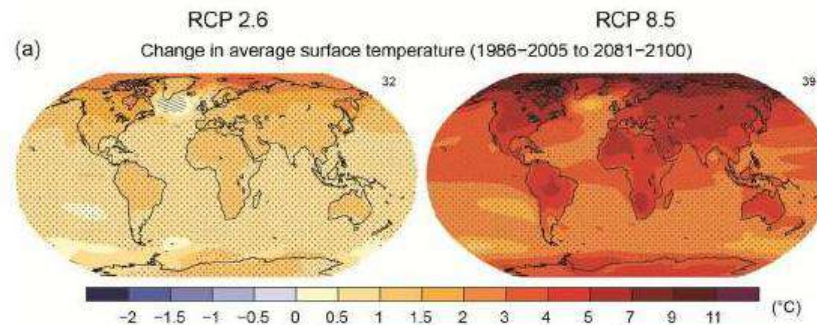 RCP 2.6 RCP 8.5
(a) Change in average surface temperature (1986−2005 to 2081−2100)
32 39
−2 −1.5 −1 −0.5 0 0.5 1 1.5 2 3 4 5 7 9 11 (°C)